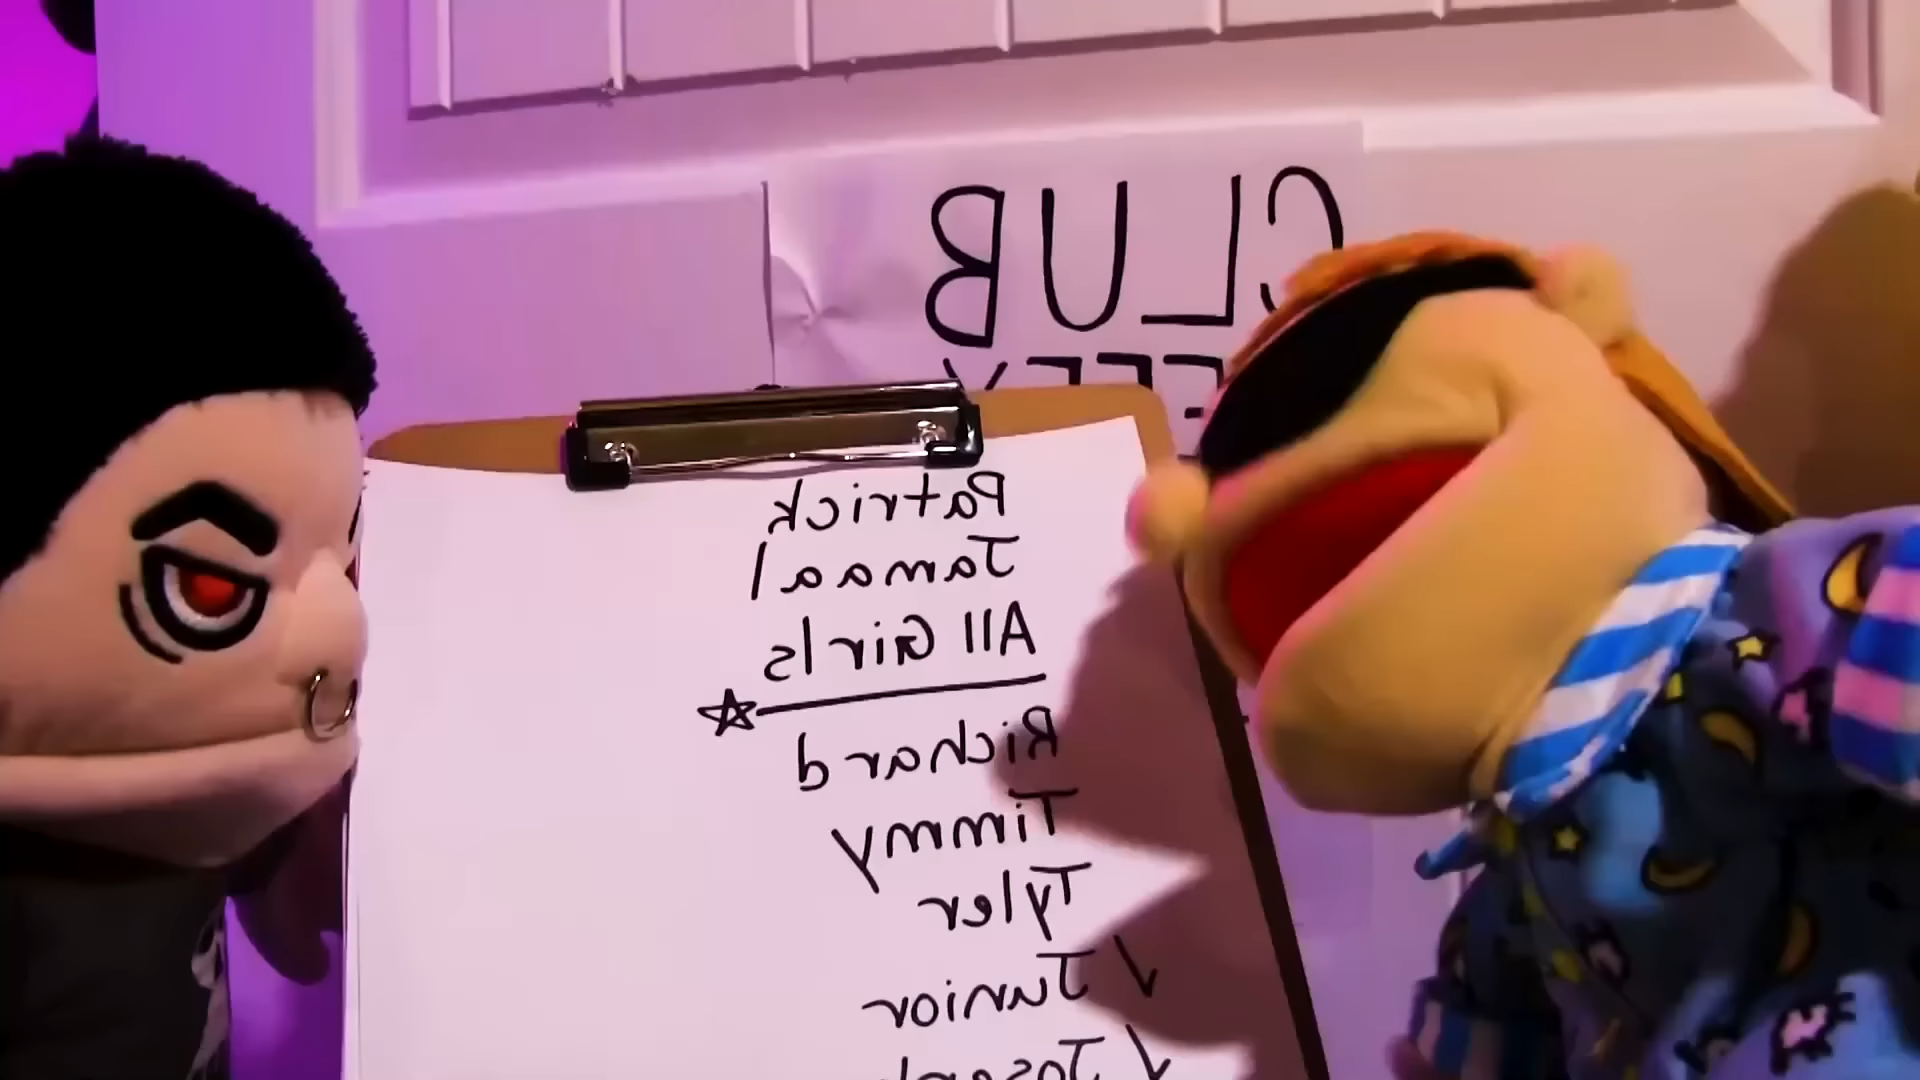 CLUB
Patrick
Jamaal
All Girls
Richard
Timmy
Tyler
✓ Junior
✓